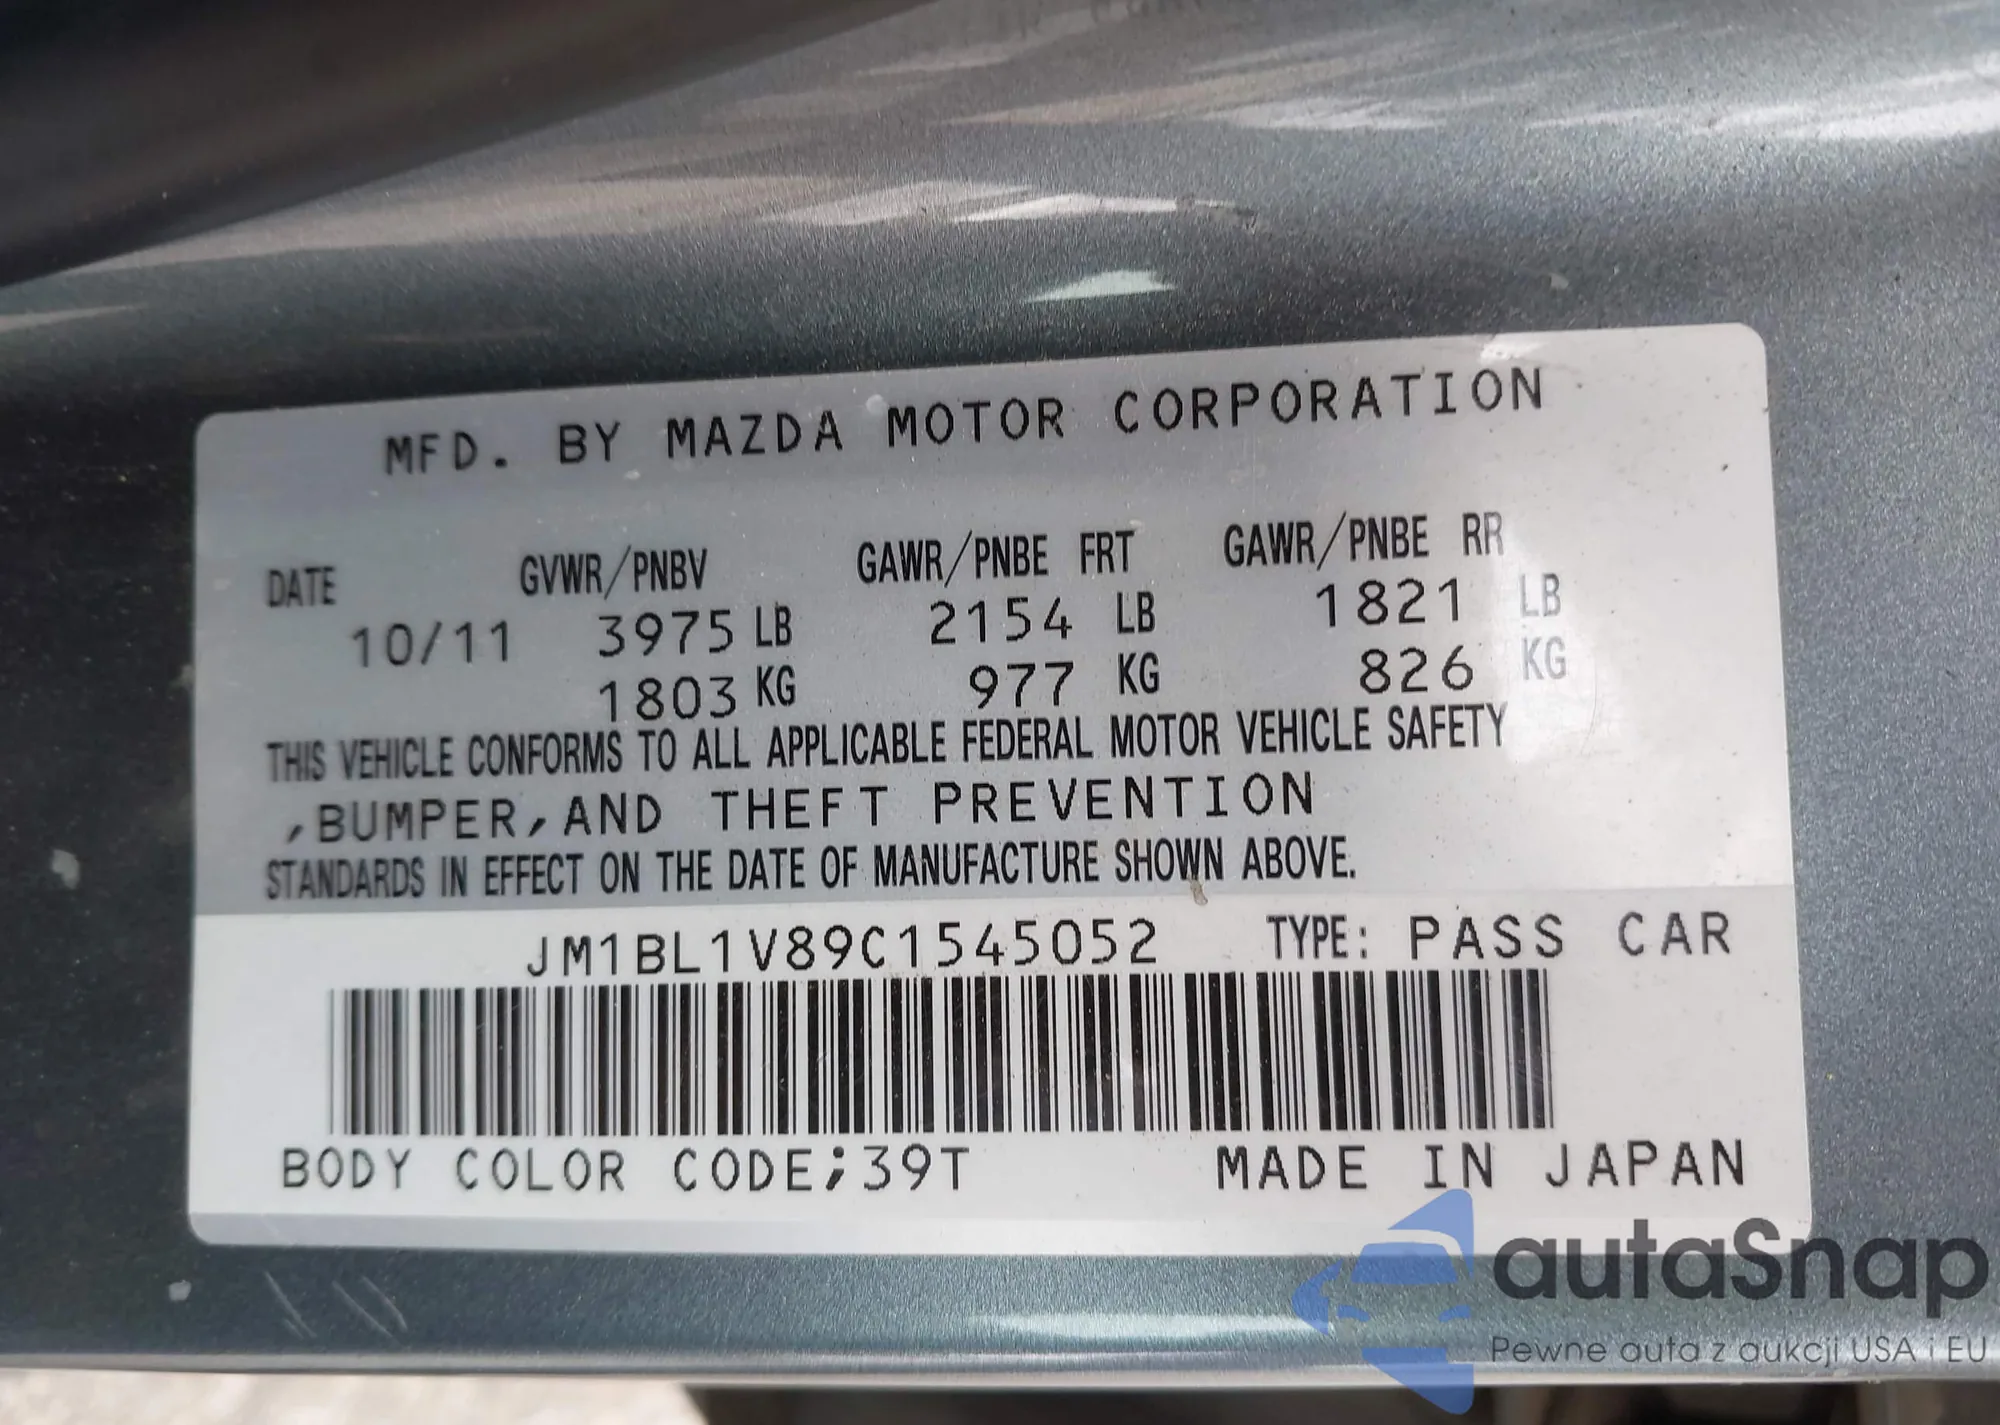 MFD. BY MAZDA MOTOR CORPORATION
DATE GVWR/PNBV GAWR/PNBE FRT GAWR/PNBE RR
10/11 3975 LB 2154 LB 1821 LB
1803 KG 977 KG 826 KG
THIS VEHICLE CONFORMS TO ALL APPLICABLE FEDERAL MOTOR VEHICLE SAFETY
,BUMPER,AND THEFT PREVENTION
STANDARDS IN EFFECT ON THE DATE OF MANUFACTURE SHOWN ABOVE.
JM1BL1V89C1545052 TYPE: PASS CAR
BODY COLOR CODE;39T MADE IN JAPAN
autaSnap
Pewne auta z aukcji USA i EU